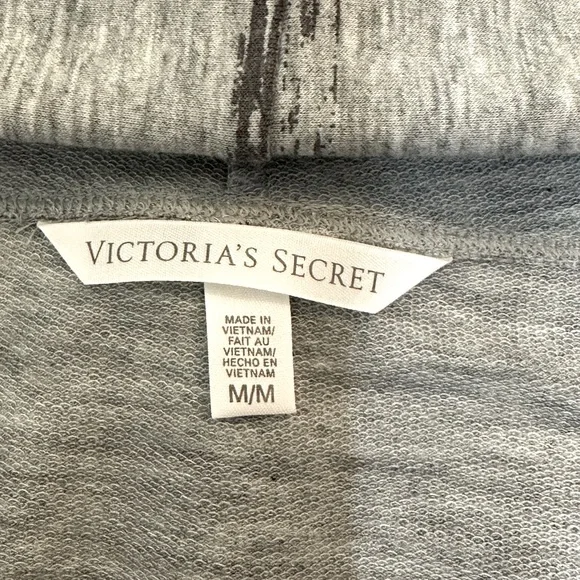 VICTORIA'S SECRET
MADE IN
VIETNAM/
FAIT AU
VIETNAM/
HECHO EN
VIETNAM
M/M